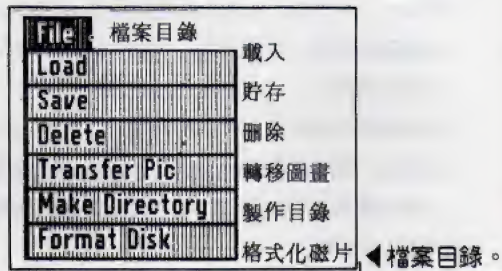 File 檔案目錄
Load 載入
Save 貯存
Delete 刪除
Transfer Pic 轉移圖畫
Make Directory 製作目錄
Format Disk 格式化磁片
◀檔案目錄。